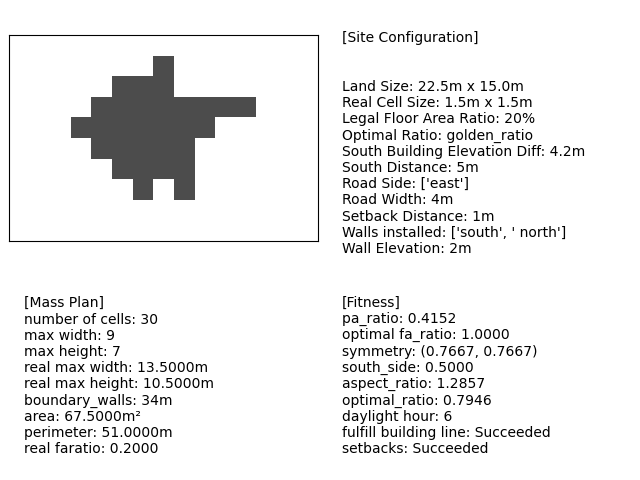 [Site Configuration]
Land Size: 22.5m x 15.0m
Real Cell Size: 1.5m x 1.5m
Legal Floor Area Ratio: 20%
Optimal Ratio: golden_ratio
South Building Elevation Diff: 4.2m
South Distance: 5m
Road Side: ['east']
Road Width: 4m
Setback Distance: 1m
Walls installed: ['south', ' north']
Wall Elevation: 2m
[Mass Plan]
number of cells: 30
max width: 9
max height: 7
real max width: 13.5000m
real max height: 10.5000m
boundary_walls: 34m
area: 67.5000m²
perimeter: 51.0000m
real faratio: 0.2000
[Fitness]
pa_ratio: 0.4152
optimal fa_ratio: 1.0000
symmetry: (0.7667, 0.7667)
south_side: 0.5000
aspect_ratio: 1.2857
optimal_ratio: 0.7946
daylight hour: 6
fulfill building line: Succeeded
setbacks: Succeeded